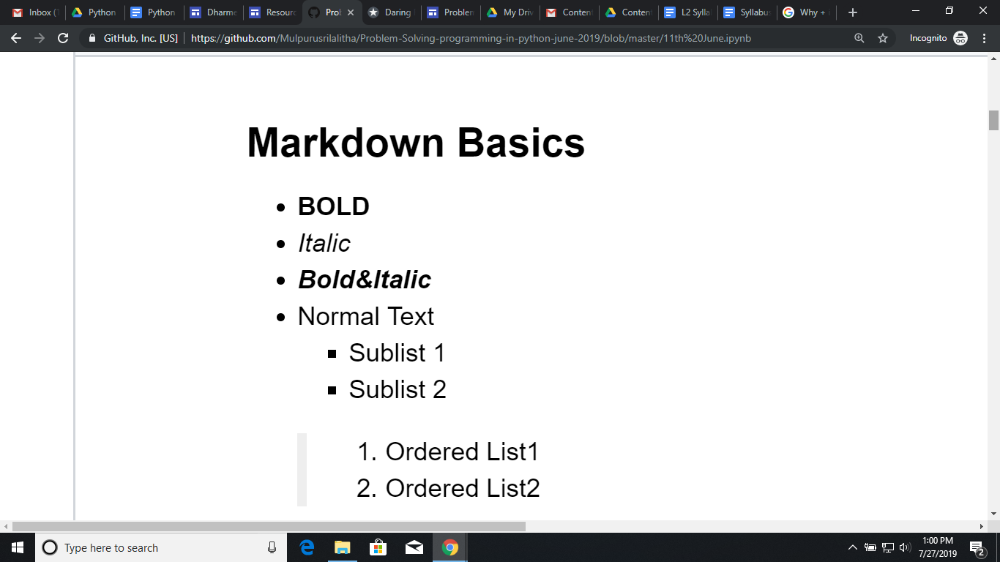 Inbox (
Python
Python
Dharme
Resourc
Prol
Daring
Problen
My Driv
Content
Content
L2 Sylla
Syllabus
Why +
GitHub, Inc. [US]
https://github.com/Mulpurusrilalitha/Problem-Solving-programming-in-python-june-2019/blob/master/11th%20June.ipynb
Incognito
Markdown Basics
BOLD
Italic
Bold&Italic
Normal Text
Sublist 1
Sublist 2
1. Ordered List1
2. Ordered List2
Type here to search
1:00 PM
7/27/2019
2